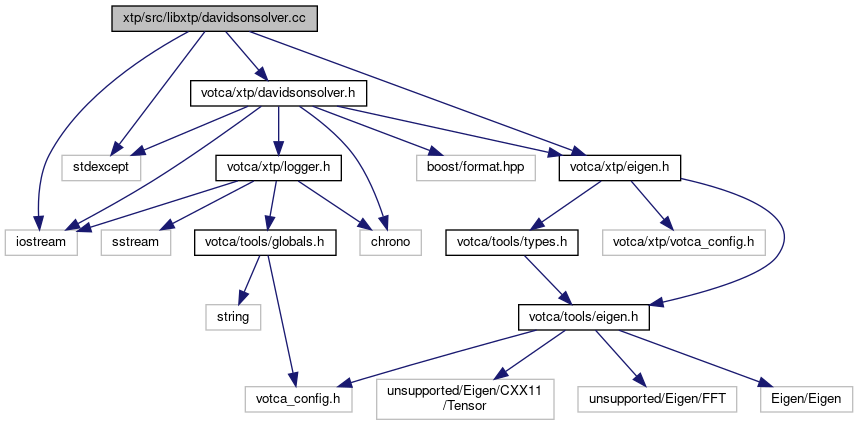 xtp/src/libxtp/davidsonsolver.cc
votca/xtp/davidsonsolver.h
stdexcept
votca/xtp/logger.h
boost/format.hpp
votca/xtp/eigen.h
iostream
sstream
votca/tools/globals.h
chrono
votca/tools/types.h
votca/xtp/votca_config.h
string
votca/tools/eigen.h
votca_config.h
unsupported/Eigen/CXX11
/Tensor
unsupported/Eigen/FFT
Eigen/Eigen